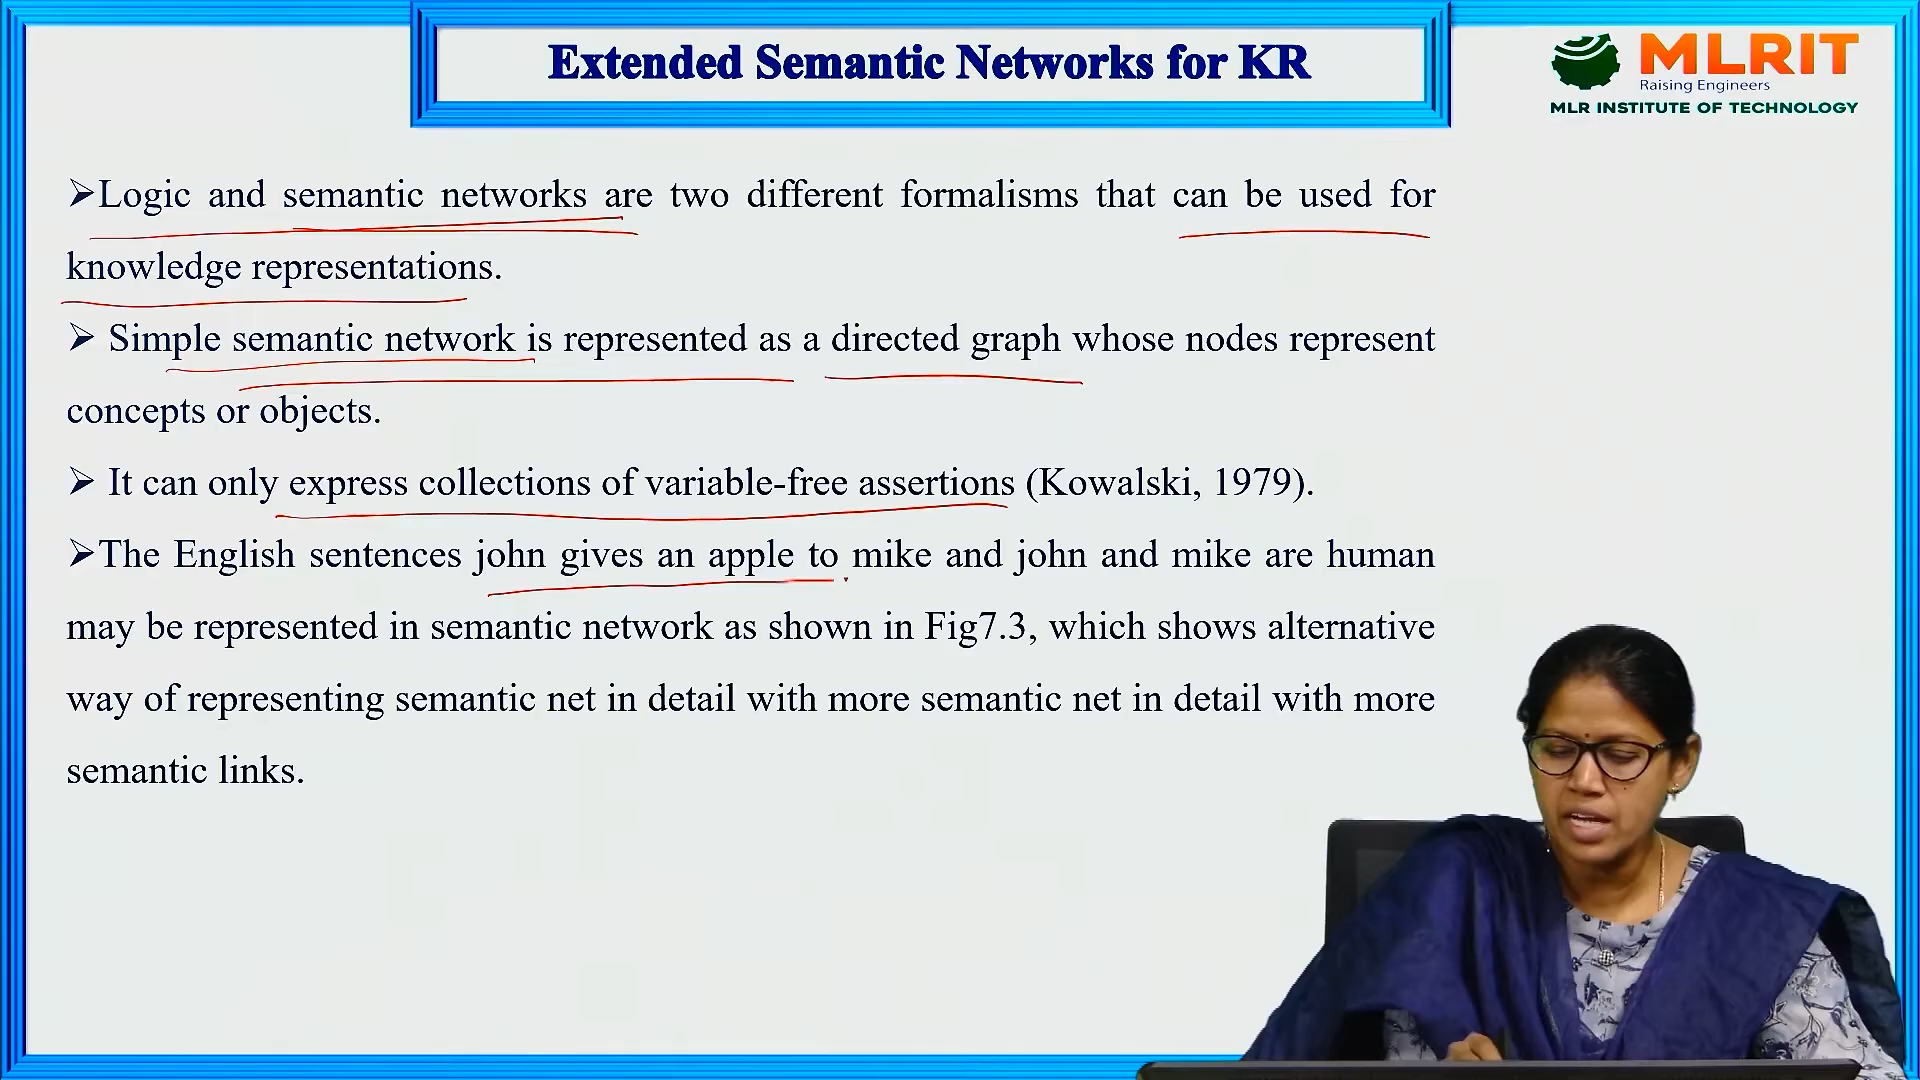 Extended Semantic Networks for KR
MLRIT
Raising Engineers
MLR INSTITUTE OF TECHNOLOGY
➢Logic and semantic networks are two different formalisms that can be used for
knowledge representations.
➢ Simple semantic network is represented as a directed graph whose nodes represent
concepts or objects.
➢ It can only express collections of variable-free assertions (Kowalski, 1979).
➢The English sentences john gives an apple to mike and john and mike are human
may be represented in semantic network as shown in Fig7.3, which shows alternative
way of representing semantic net in detail with more semantic net in detail with more
semantic links.